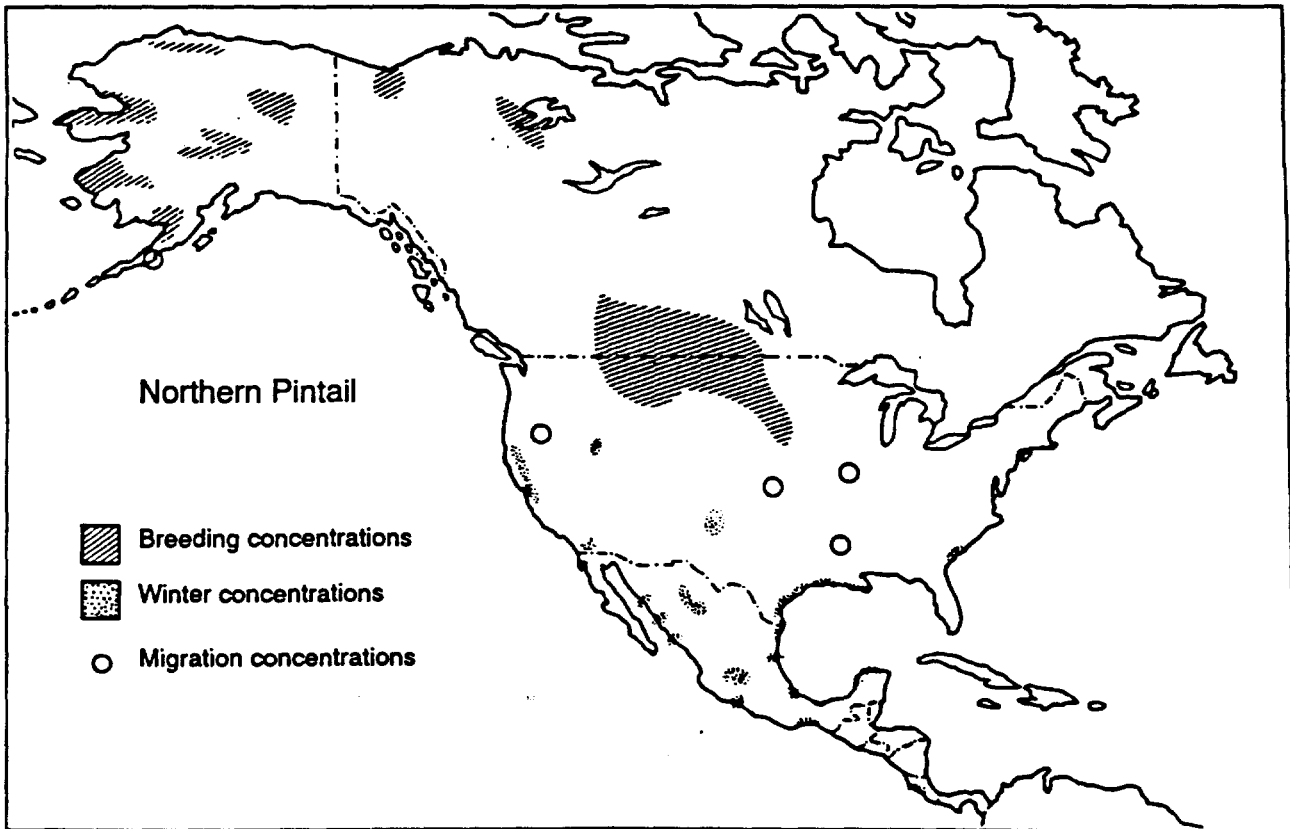 Northern Pintail
Breeding concentrations
Winter concentrations
Migration concentrations